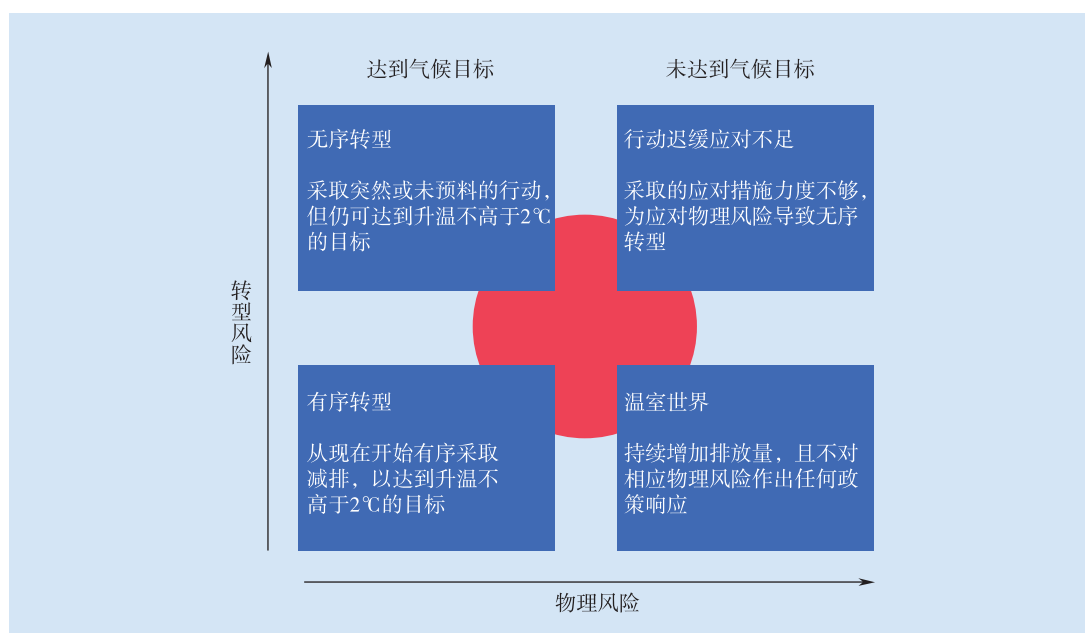 达到气候目标
未达到气候目标
无序转型
采取突然或未预料的行动，
但仍可达到升温不高于2℃
的目标
行动迟缓应对不足
采取的应对措施力度不够，
为应对物理风险导致无序
转型
转型风险
有序转型
从现在开始有序采取
减排，以达到升温不
高于2℃的目标
温室世界
持续增加排放量，且不对
相应物理风险作出任何政
策响应
物理风险